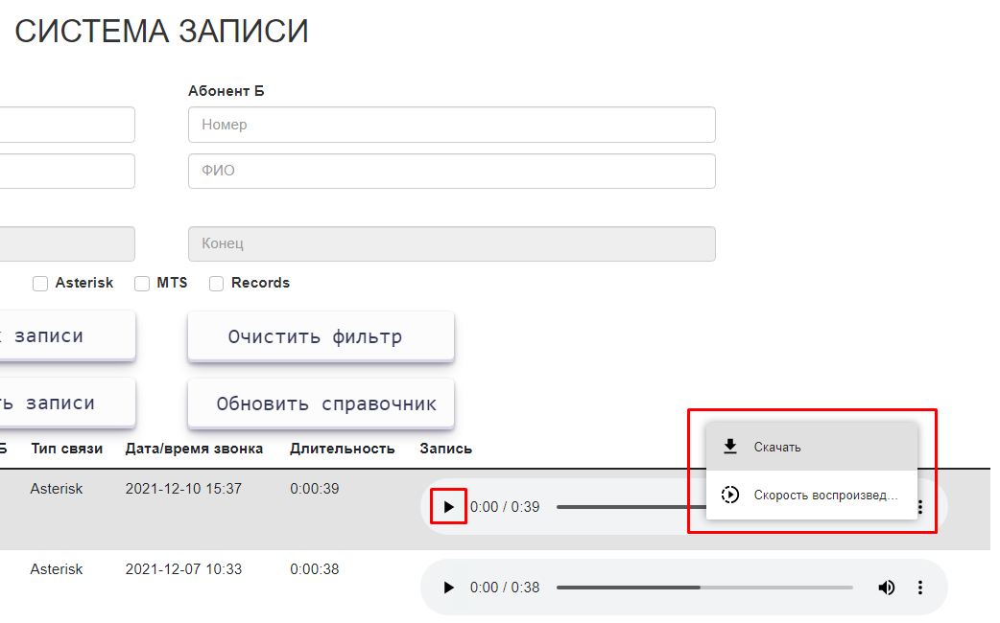 СИСТЕМА ЗАПИСИ
Абонент Б
Номер
ФИО
Конец
Asterisk MTS Records
записи Очистить фильтр
ть записи Обновить справочник
Б Тип связи Дата/время звонка Длительность Запись
Скачать
Asterisk 2021-12-10 15:37 0:00:39
Скорость воспроизвед...
0:00 / 0:39
Asterisk 2021-12-07 10:33 0:00:38
0:00 / 0:38